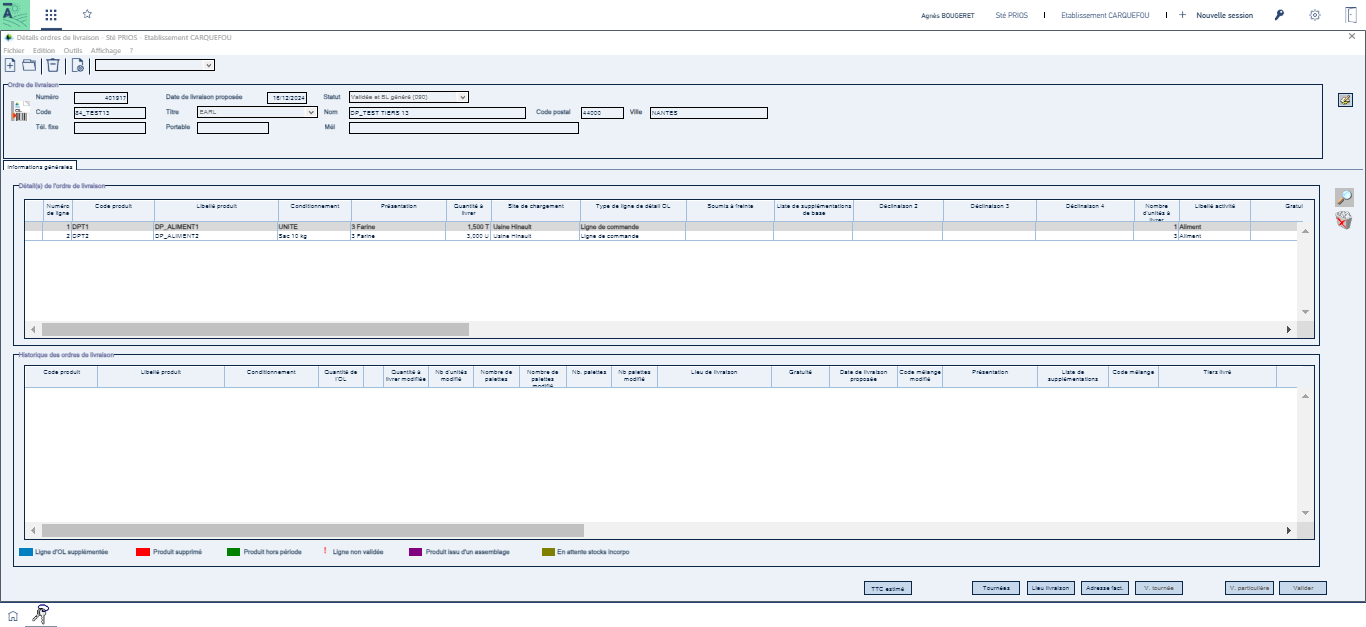 Agnès BOUGERET Sté PRIOS Etablissement CARQUEFOU Nouvelle session
Détails ordres de livraison - Sté PRIOS - Etablissement CARQUEFOU
Fichier Edition Outils Affichage ?
Ordre de livraison
Numéro 401917 Date de livraison proposée 16/12/2024 Statut Validée et BL généré (090)
Code 54_TEST13 Titre EARL Nom DP_TEST TIERS 13 Code postal 44000 Ville NANTES
Tél. fixe Portable Mél
Informations générales
Détail(s) de l'ordre de livraison
Numéro de ligne Code produit Libellé produit Conditionnement Présentation Quantité à livrer Site de chargement Type de ligne de détail OL Soumis à freinte Liste de supplémentations de base Déclinaison 2 Déclinaison 3 Déclinaison 4 Nombre d'unités à livrer Libellé activité Gratui
1 DPT1 DP_ALIMENT1 UNITE 3 Farine 1,500 T Usine Hinault Ligne de commande 1 Aliment
2 DPT2 DP_ALIMENT2 Sac 10 kg 3 Farine 3,000 U Usine Hinault Ligne de commande 3 Aliment
Historique des ordres de livraison
Code produit Libellé produit Conditionnement Quantité de l'OL Quantité à livrer modifiée Nb d'unités modifié Nombre de palettes Nombre de palettes modifié Nb. palettes Nb palettes modifié Lieu de livraison Gratuité Date de livraison proposée Code mélange modifié Présentation Liste de supplémentations Code mélange Tiers livré
Ligne d'OL supplémentée Produit supprimé Produit hors période ! Ligne non validée Produit issu d'un assemblage En attente stocks incorpo
TTC estimé Tournées Lieu livraison Adresse fact. V. tournée V. particulière Valider